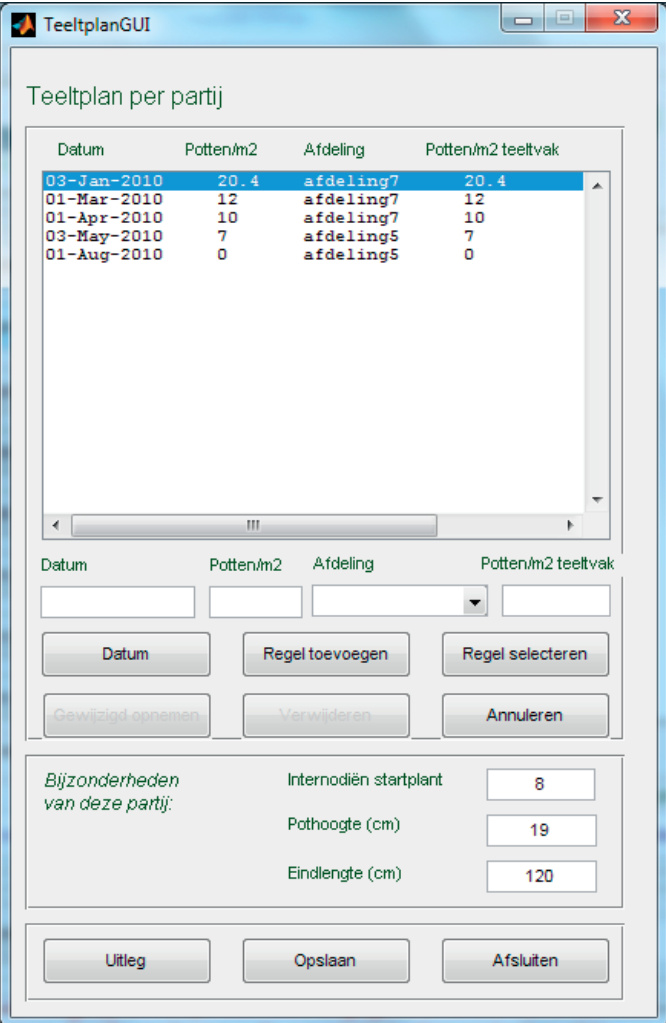 TeeltplanGUI
Teeltplan per partij
Datum Potten/m2 Afdeling Potten/m2 teeltvak
03-Jan-2010 20.4 afdeling7 20.4
01-Mar-2010 12 afdeling7 12
01-Apr-2010 10 afdeling7 10
03-May-2010 7 afdeling5 7
01-Aug-2010 0 afdeling5 0
Datum Potten/m2 Afdeling Potten/m2 teeltvak
Datum Regel toevoegen Regel selecteren
Gewijzigd opnemen Verwijderen Annuleren
Bijzonderheden
van deze partij:
Internodiën startplant 8
Pothoogte (cm) 19
Eindlengte (cm) 120
Uitleg Opslaan Afsluiten